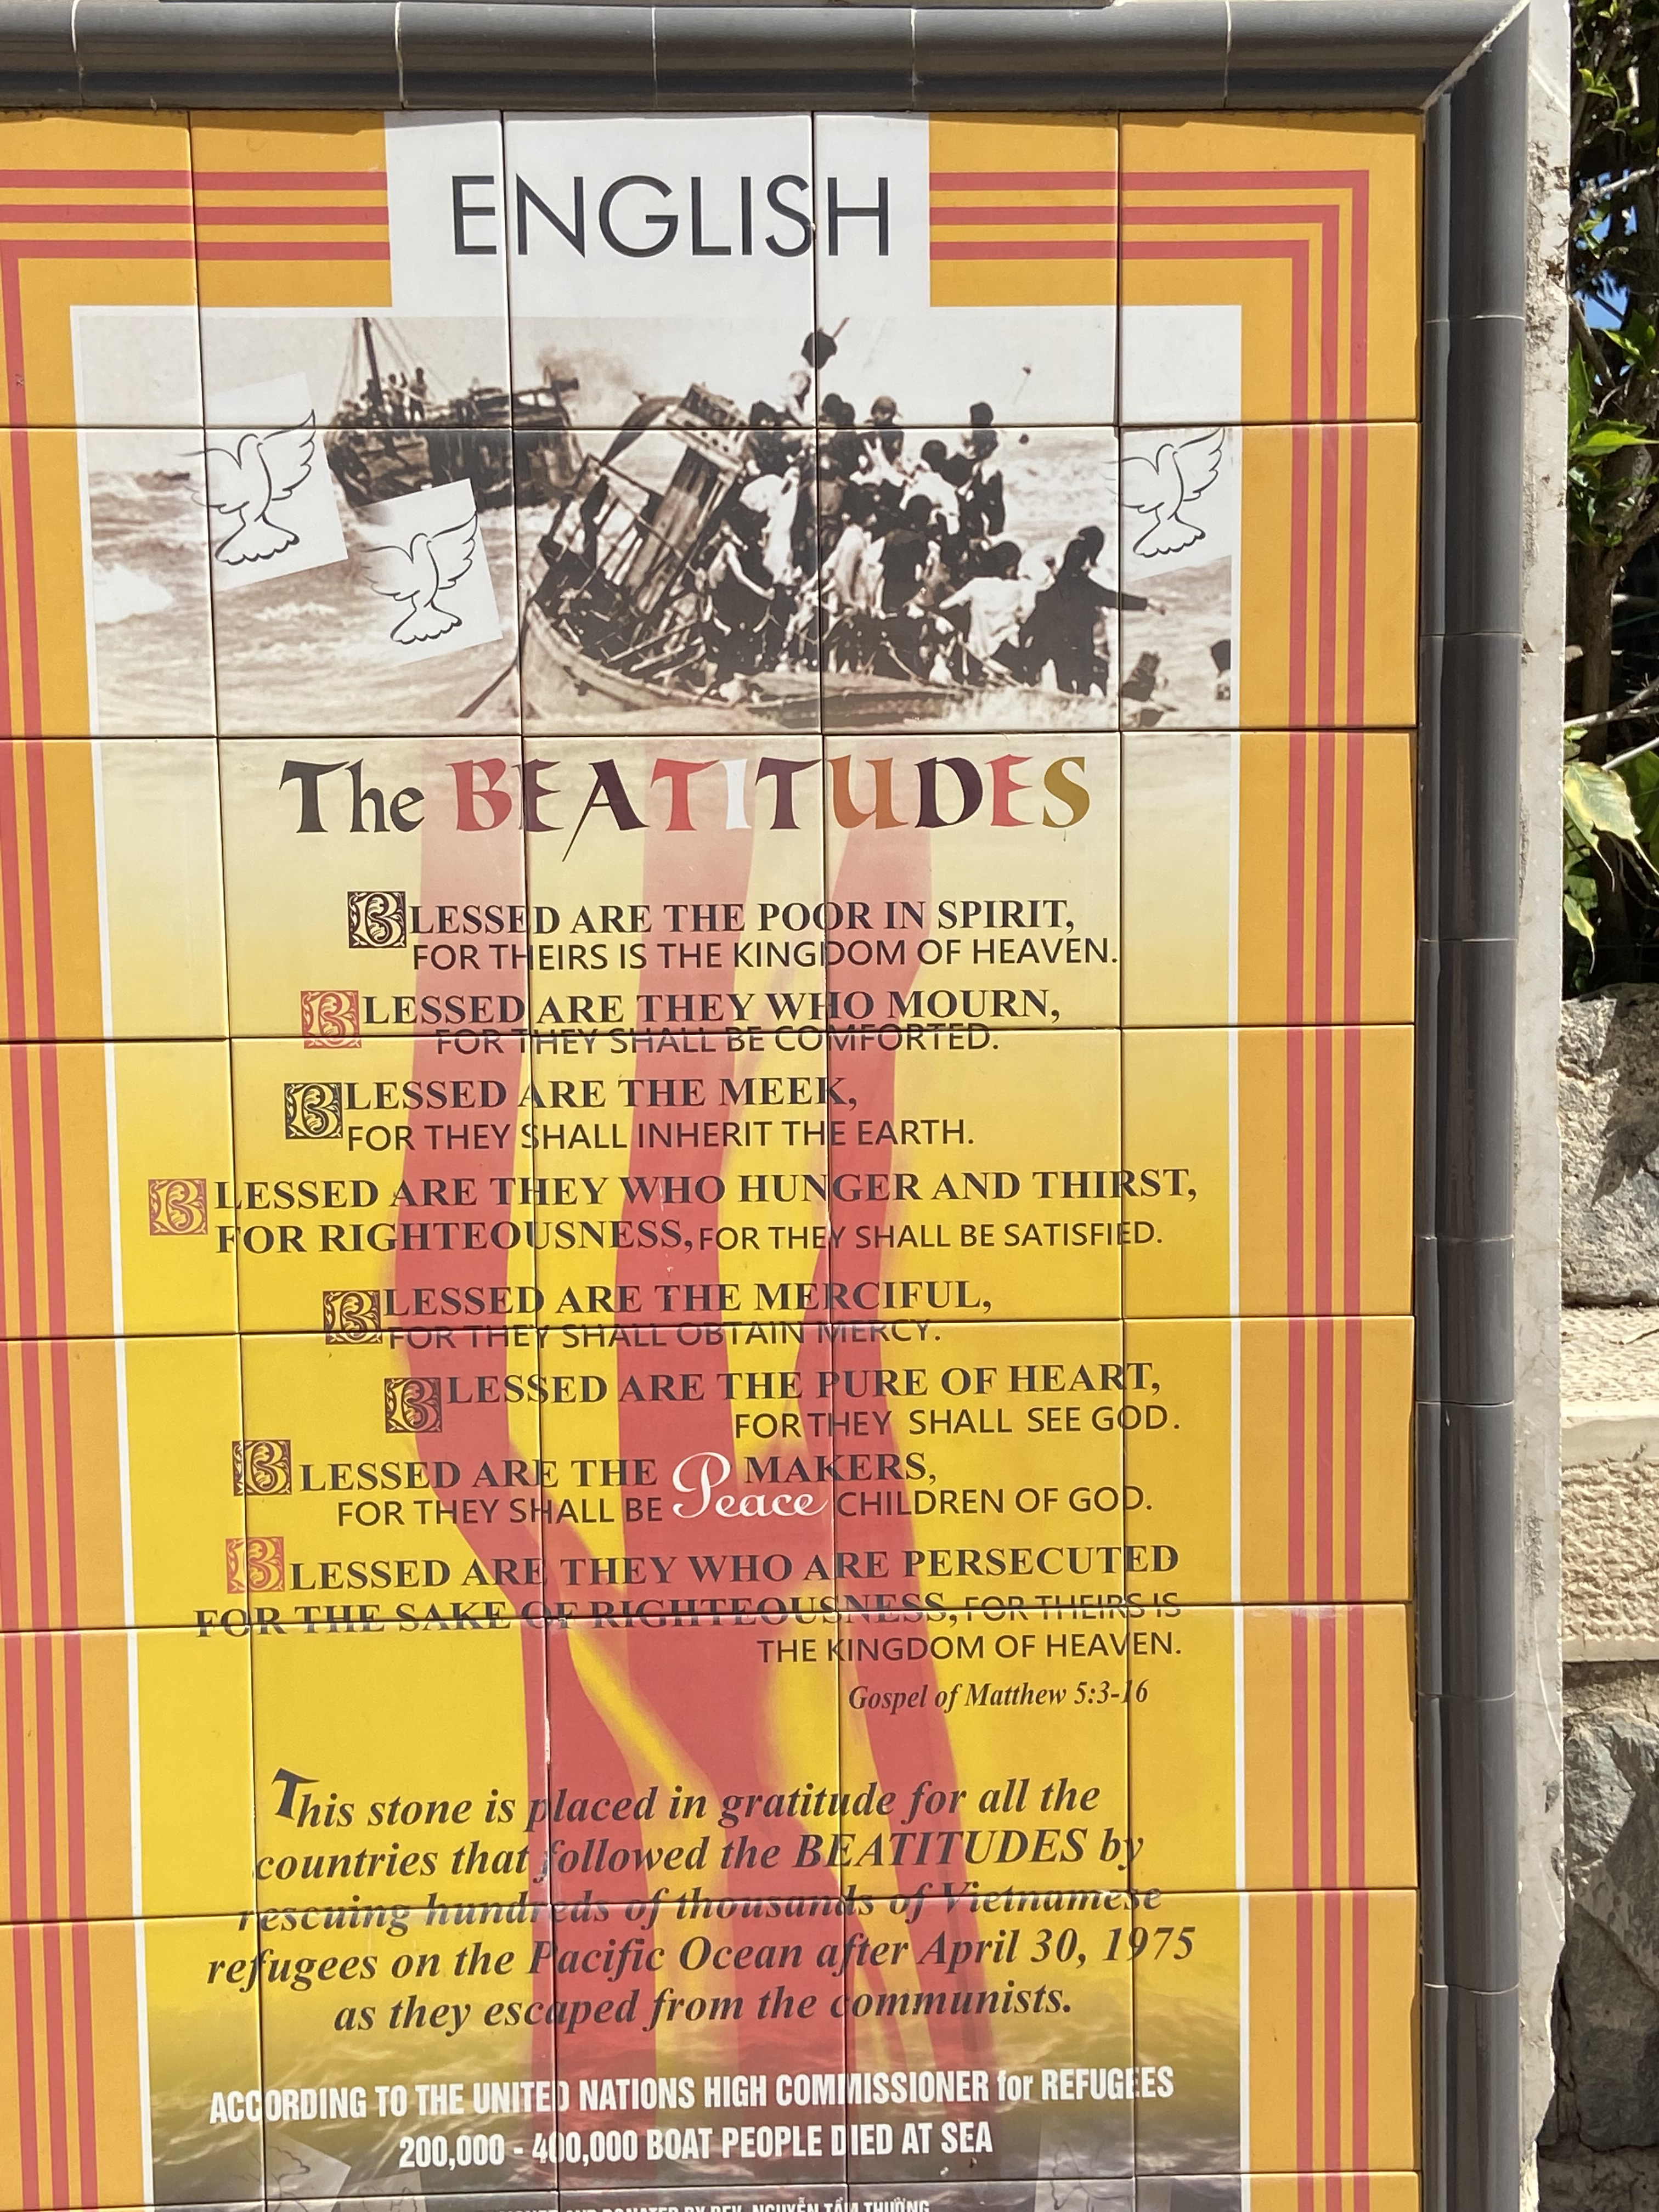 ENGLISH
The BEATITUDES
BLESSED ARE THE POOR IN SPIRIT,
FOR THEIRS IS THE KINGDOM OF HEAVEN.
BLESSED ARE THEY WHO MOURN,
FOR THEY SHALL BE COMFORTED.
BLESSED ARE THE MEEK,
FOR THEY SHALL INHERIT THE EARTH.
BLESSED ARE THEY WHO HUNGER AND THIRST,
FOR RIGHTEOUSNESS, FOR THEY SHALL BE SATISFIED.
BLESSED ARE THE MERCIFUL,
FOR THEY SHALL OBTAIN MERCY.
BLESSED ARE THE PURE OF HEART,
FOR THEY SHALL SEE GOD.
BLESSED ARE THE Peace MAKERS,
FOR THEY SHALL BE CHILDREN OF GOD.
BLESSED ARE THEY WHO ARE PERSECUTED
FOR THE SAKE OF RIGHTEOUSNESS, FOR THEIRS IS
THE KINGDOM OF HEAVEN.
Gospel of Matthew 5:3-16
This stone is placed in gratitude for all the
countries that followed the BEATITUDES by
rescuing hundreds of thousands of Vietnamese
refugees on the Pacific Ocean after April 30, 1975
as they escaped from the communists.
ACCORDING TO THE UNITED NATIONS HIGH COMMISSIONER for REFUGEES
200,000 - 400,000 BOAT PEOPLE DIED AT SEA
AND DONATED BY REV. NGUYỄN TẤM THƯỜNG